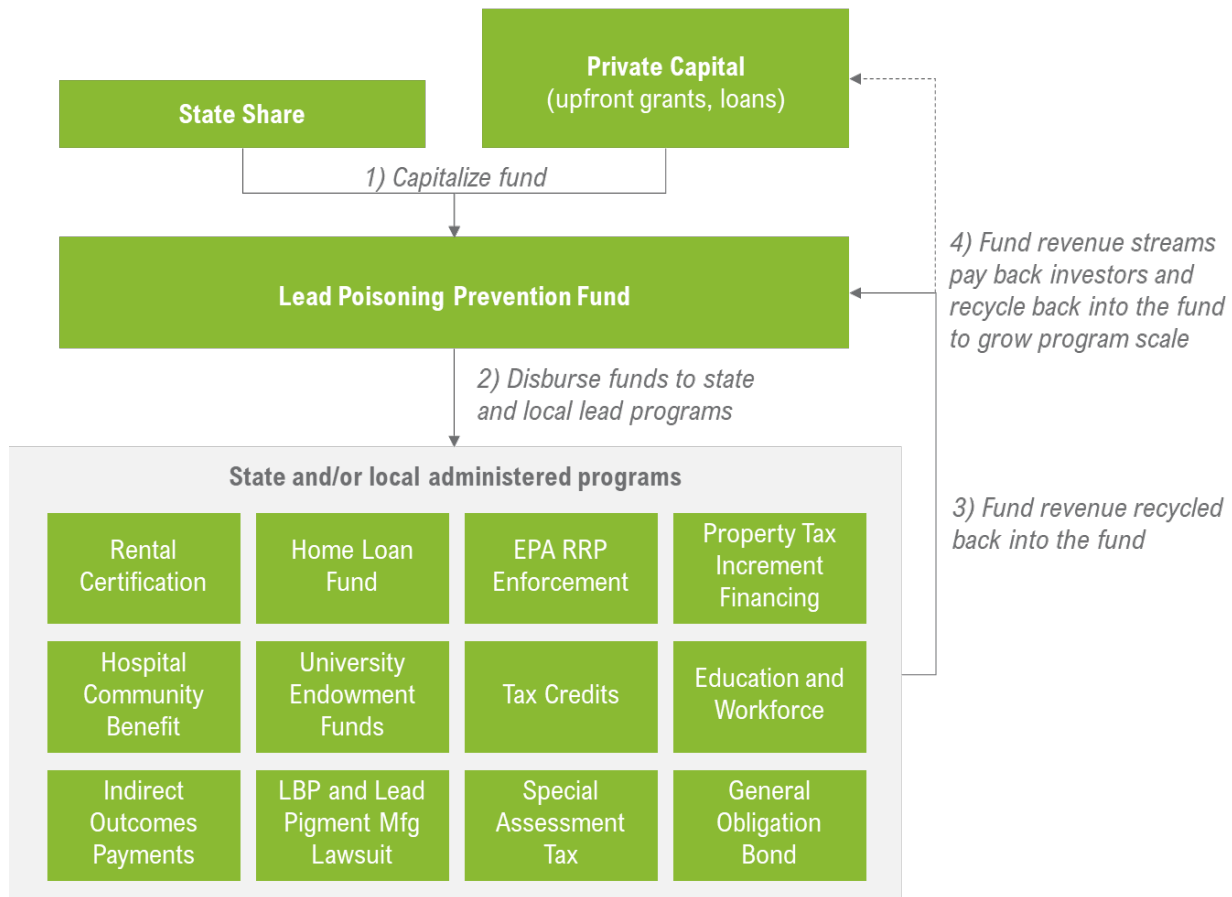 State Share
Private Capital
(upfront grants, loans)
1) Capitalize fund
Lead Poisoning Prevention Fund
4) Fund revenue streams
pay back investors and
recycle back into the fund
to grow program scale
2) Disburse funds to state
and local lead programs
State and/or local administered programs
3) Fund revenue recycled
back into the fund
Rental
Certification
Home Loan
Fund
EPA RRP
Enforcement
Property Tax
Increment
Financing
Hospital
Community
Benefit
University
Endowment
Funds
Tax Credits
Education and
Workforce
Indirect
Outcomes
Payments
LBP and Lead
Pigment Mfg
Lawsuit
Special
Assessment
Tax
General
Obligation
Bond